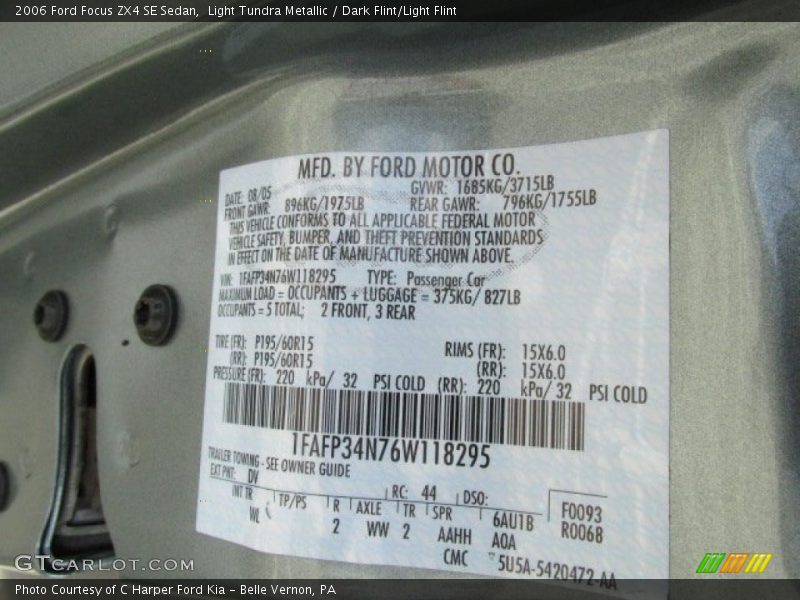 2006 Ford Focus ZX4 SE Sedan,  Light Tundra Metallic / Dark Flint/Light Flint
MFD. BY FORD MOTOR CO.
DATE: 08/05 GVWR: 1685KG/3715LB
FRONT GAWR: 896KG/1975LB REAR GAWR: 796KG/1755LB
THIS VEHICLE CONFORMS TO ALL APPLICABLE FEDERAL MOTOR
VEHICLE SAFETY, BUMPER, AND THEFT PREVENTION STANDARDS
IN EFFECT ON THE DATE OF MANUFACTURE SHOWN ABOVE.
VIN: 1FAFP34N76W118295 TYPE: Passenger Car
MAXIMUM LOAD = OCCUPANTS + LUGGAGE = 375KG/ 827LB
OCCUPANTS = 5 TOTAL; 2 FRONT, 3 REAR
TIRE (FR): P195/60R15 RIMS (FR): 15X6.0
(RR): P195/60R15 (RR): 15X6.0
PRESSURE (FR): 220 kPa/ 32 PSI COLD (RR): 220 kPa/ 32 PSI COLD
1FAFP34N76W118295
TRAILER TOWING - SEE OWNER GUIDE
EXT PNT: DV RC: 44 DSO: F0093
INT TR TP/PS R AXLE TR SPR 6AU1B R0068
WL 2 WW 2 AAHH AOA
CMC 5U5A-5420472-AA
GTCARLOT.COM
Photo Courtesy of C Harper Ford Kia - Belle Vernon, PA